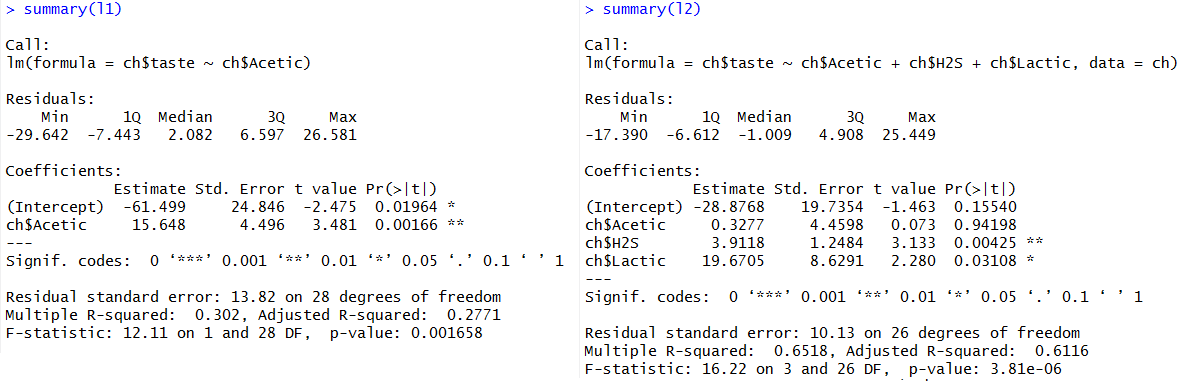 > summary(l1)
Call:
lm(formula = ch$taste ~ ch$Acetic)
Residuals:
Min 1Q Median 3Q Max
-29.642 -7.443 2.082 6.597 26.581
Coefficients:
Estimate Std. Error t value Pr(>|t|)
(Intercept) -61.499 24.846 -2.475 0.01964 *
ch$Acetic 15.648 4.496 3.481 0.00166 **
---
Signif. codes: 0 ‘***’ 0.001 ‘**’ 0.01 ‘*’ 0.05 ‘.’ 0.1 ‘ ’ 1
Residual standard error: 13.82 on 28 degrees of freedom
Multiple R-squared: 0.302, Adjusted R-squared: 0.2771
F-statistic: 12.11 on 1 and 28 DF, p-value: 0.001658
> summary(l2)
Call:
lm(formula = ch$taste ~ ch$Acetic + ch$H2S + ch$Lactic, data = ch)
Residuals:
Min 1Q Median 3Q Max
-17.390 -6.612 -1.009 4.908 25.449
Coefficients:
Estimate Std. Error t value Pr(>|t|)
(Intercept) -28.8768 19.7354 -1.463 0.15540
ch$Acetic 0.3277 4.4598 0.073 0.94198
ch$H2S 3.9118 1.2484 3.133 0.00425 **
ch$Lactic 19.6705 8.6291 2.280 0.03108 *
---
Signif. codes: 0 ‘***’ 0.001 ‘**’ 0.01 ‘*’ 0.05 ‘.’ 0.1 ‘ ’ 1
Residual standard error: 10.13 on 26 degrees of freedom
Multiple R-squared: 0.6518, Adjusted R-squared: 0.6116
F-statistic: 16.22 on 3 and 26 DF, p-value: 3.81e-06